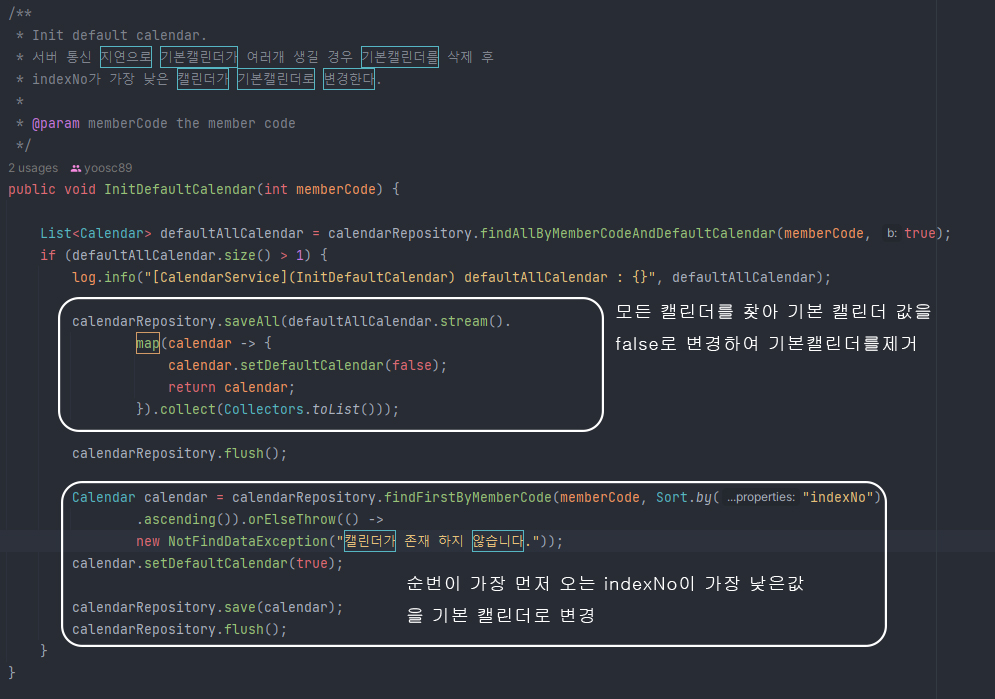 /**
* Init default calendar.
* 서버 통신 지연으로 기본캘린더가 여러개 생길 경우 기본캘린더를 삭제 후
* indexNo가 가장 낮은 캘린더가 기본캘린더로 변경한다.
*
* @param memberCode the member code
*/
2 usages yoosc89
public void InitDefaultCalendar(int memberCode) {
List<Calendar> defaultAllCalendar = calendarRepository.findAllByMemberCodeAndDefaultCalendar(memberCode, b: true);
if (defaultAllCalendar.size() > 1) {
log.info("[CalendarService](InitDefaultCalendar) defaultAllCalendar : {}", defaultAllCalendar);
calendarRepository.saveAll(defaultAllCalendar.stream().
map(calendar -> {
calendar.setDefaultCalendar(false);
return calendar;
}).collect(Collectors.toList()));
모든 캘린더를 찾아 기본 캘린더 값을
false로 변경하여 기본캘린더를제거
calendarRepository.flush();
Calendar calendar = calendarRepository.findFirstByMemberCode(memberCode, Sort.by( ...properties: "indexNo")
.ascending()).orElseThrow(() ->
new NotFindDataException("캘린더가 존재 하지 않습니다."));
calendar.setDefaultCalendar(true);
calendarRepository.save(calendar);
calendarRepository.flush();
순번이 가장 먼저 오는 indexNo이 가장 낮은값
을 기본 캘린더로 변경
}
}